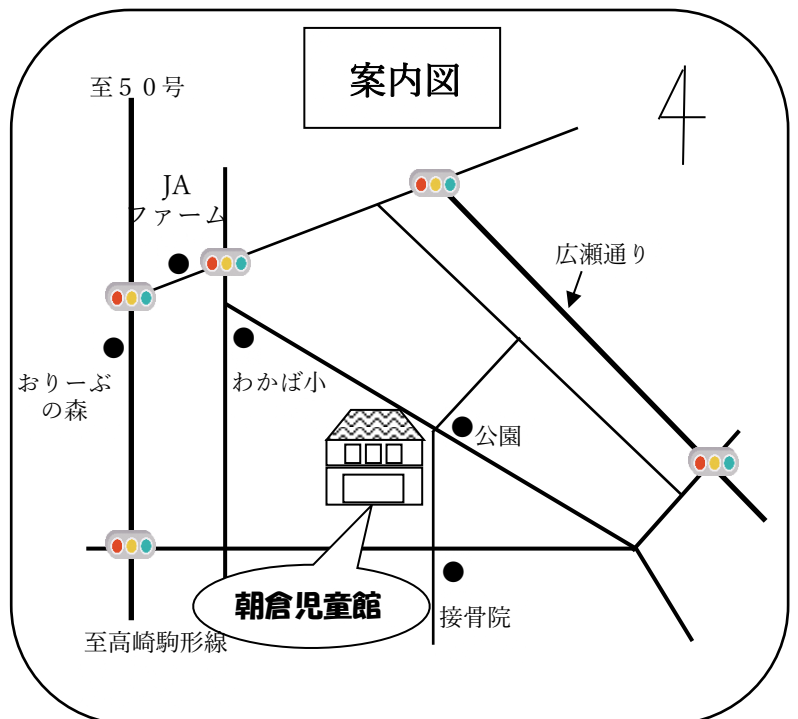 案内図
至５０号
JA
ファーム
広瀬通り
おりーぶ
の森
わかば小
公園
朝倉児童館
接骨院
至高崎駒形線